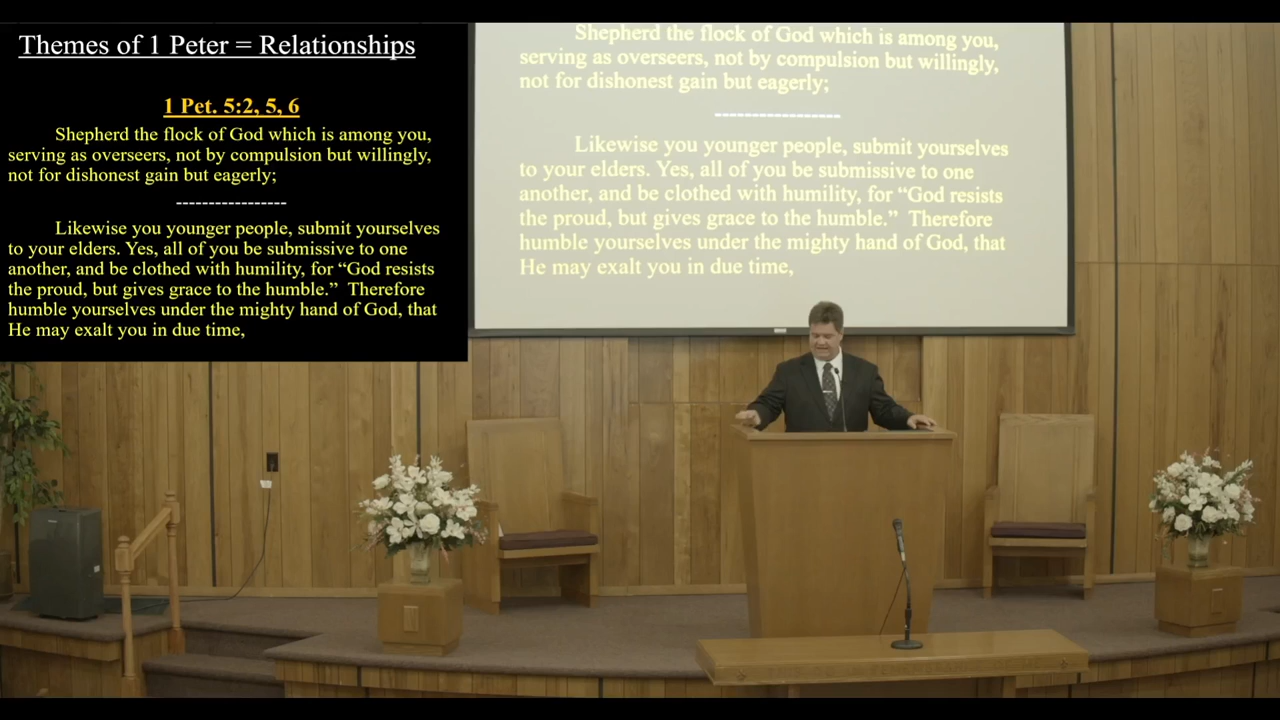 Themes of 1 Peter = Relationships
1 Pet. 5:2, 5, 6
Shepherd the flock of God which is among you,
serving as overseers, not by compulsion but willingly,
not for dishonest gain but eagerly;
-----------------
Likewise you younger people, submit yourselves
to your elders. Yes, all of you be submissive to one
another, and be clothed with humility, for “God resists
the proud, but gives grace to the humble.”  Therefore
humble yourselves under the mighty hand of God, that
He may exalt you in due time,
Shepherd the flock of God which is among you,
serving as overseers, not by compulsion but willingly,
not for dishonest gain but eagerly;
-----------------
Likewise you younger people, submit yourselves
to your elders. Yes, all of you be submissive to one
another, and be clothed with humility, for “God resists
the proud, but gives grace to the humble.”  Therefore
humble yourselves under the mighty hand of God, that
He may exalt you in due time,